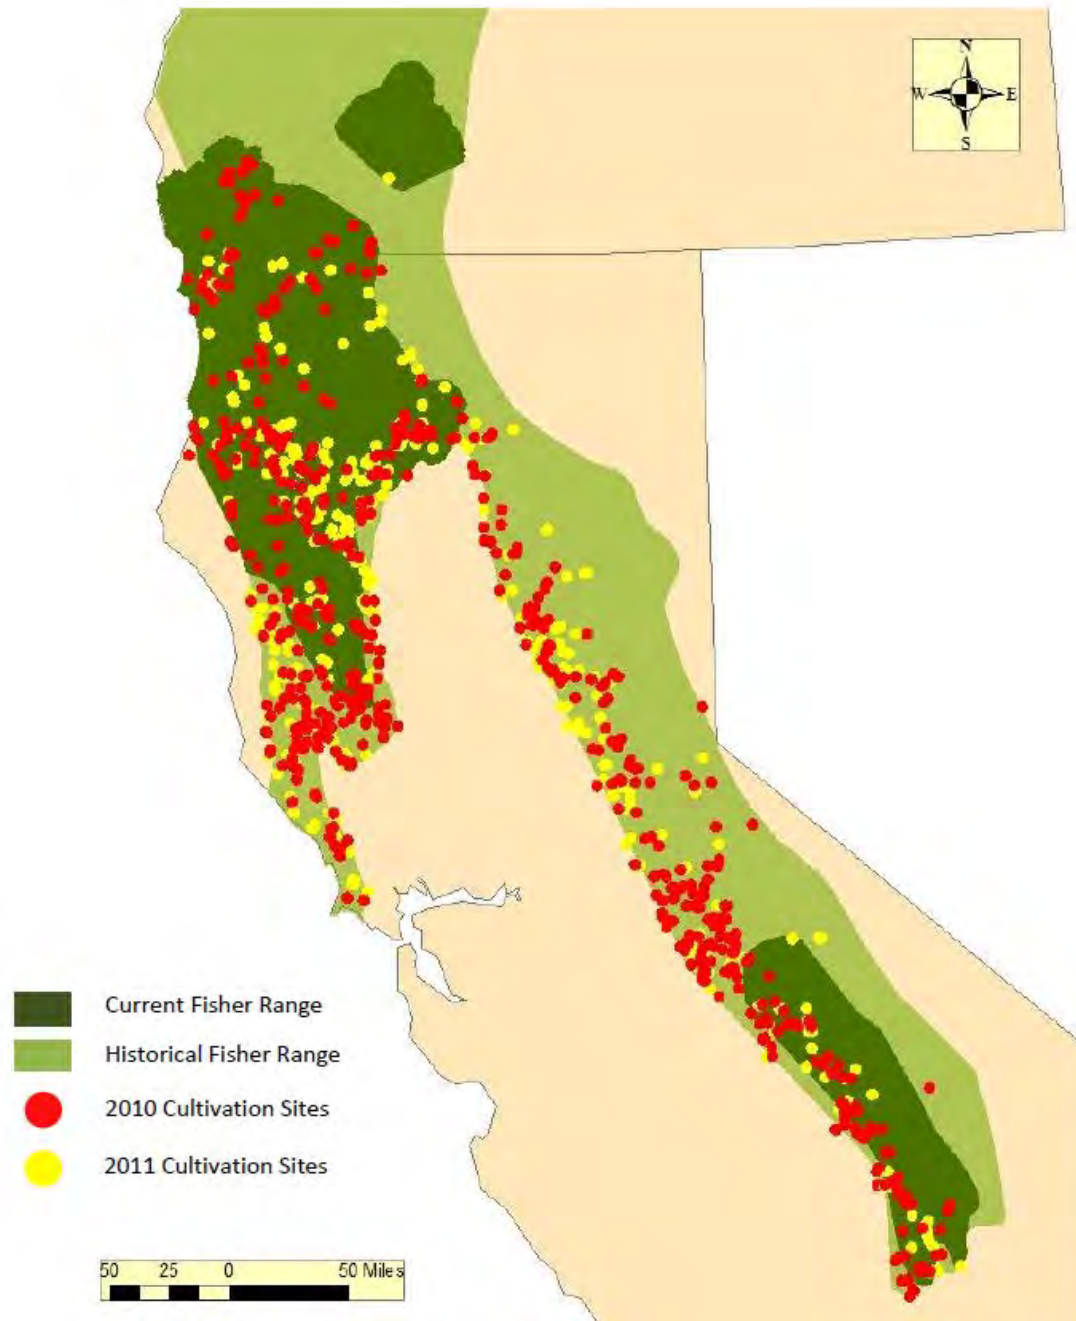 N
W E
S
Current Fisher Range
Historical Fisher Range
2010 Cultivation Sites
2011 Cultivation Sites
50 25 0 50 Miles